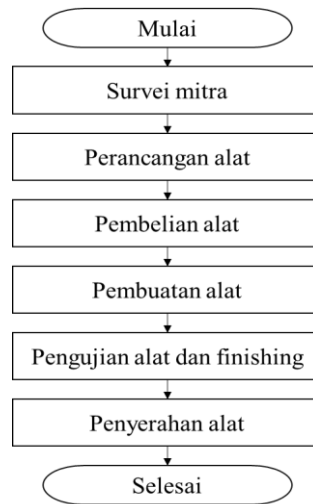 Mulai
Survei mitra
Perancangan alat
Pembelian alat
Pembuatan alat
Pengujian alat dan finishing
Penyerahan alat
Selesai